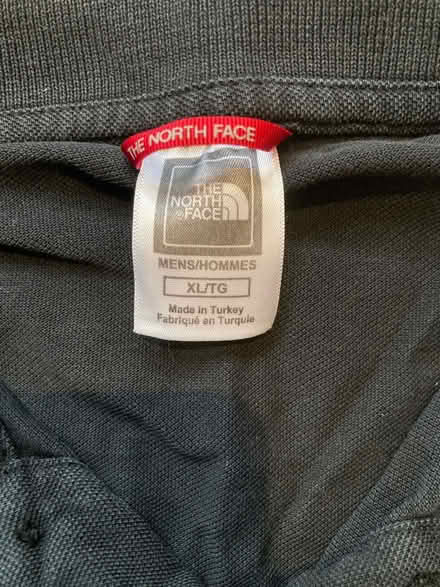 THE NORTH FACE
THE
NORTH
FACE
MENS/HOMMES
XL/TG
Made in Turkey
Fabriqué en Turquie